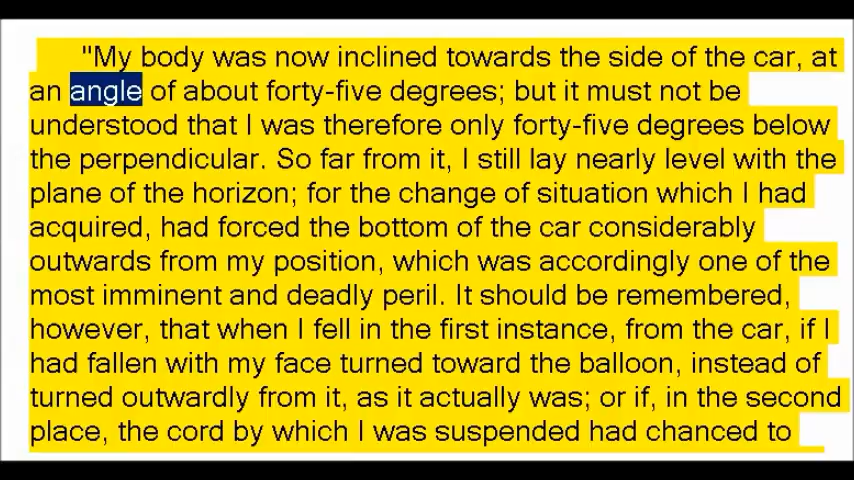 "My body was now inclined towards the side of the car, at
an angle of about forty-five degrees; but it must not be
understood that I was therefore only forty-five degrees below
the perpendicular. So far from it, I still lay nearly level with the
plane of the horizon; for the change of situation which I had
acquired, had forced the bottom of the car considerably
outwards from my position, which was accordingly one of the
most imminent and deadly peril. It should be remembered,
however, that when I fell in the first instance, from the car, if I
had fallen with my face turned toward the balloon, instead of
turned outwardly from it, as it actually was; or if, in the second
place, the cord by which I was suspended had chanced to